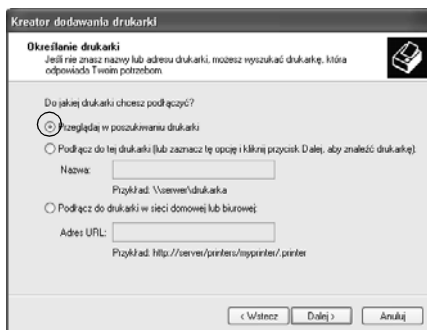 Kreator dodawania drukarki
Określanie drukarki
Jeśli nie znasz nazwy lub adresu drukarki, możesz wyszukać drukarkę, która
odpowiada Twoim potrzebom.
Do jakiej drukarki chcesz podłączyć?
Przeglądaj w poszukiwaniu drukarki
Podłącz do tej drukarki (lub zaznacz tę opcję i kliknij przycisk Dalej, aby znaleźć drukarkę):
Nazwa:
Przykład: \\serwer\drukarka
Podłącz do drukarki w sieci domowej lub biurowej:
Adres URL:
Przykład: http://server/printers/myprinter/.printer
< Wstecz
Dalej >
Anuluj